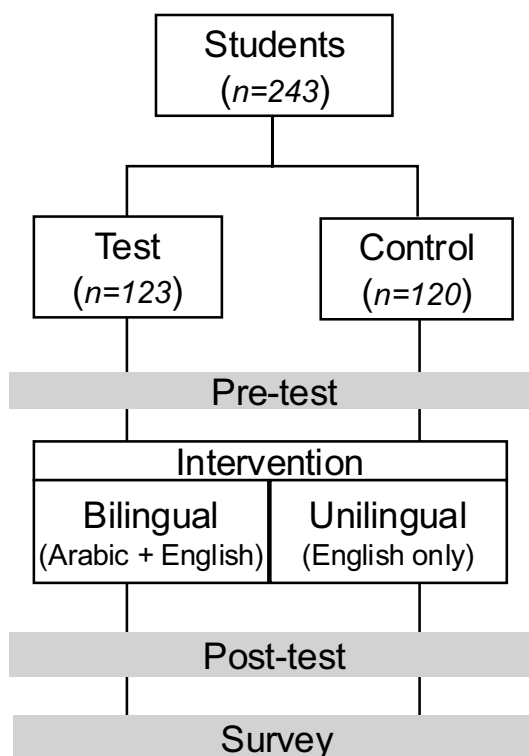 Students
(n=243)
Test
(n=123)
Control
(n=120)
Pre-test
Intervention
Bilingual
(Arabic + English)
Unilingual
(English only)
Post-test
Survey